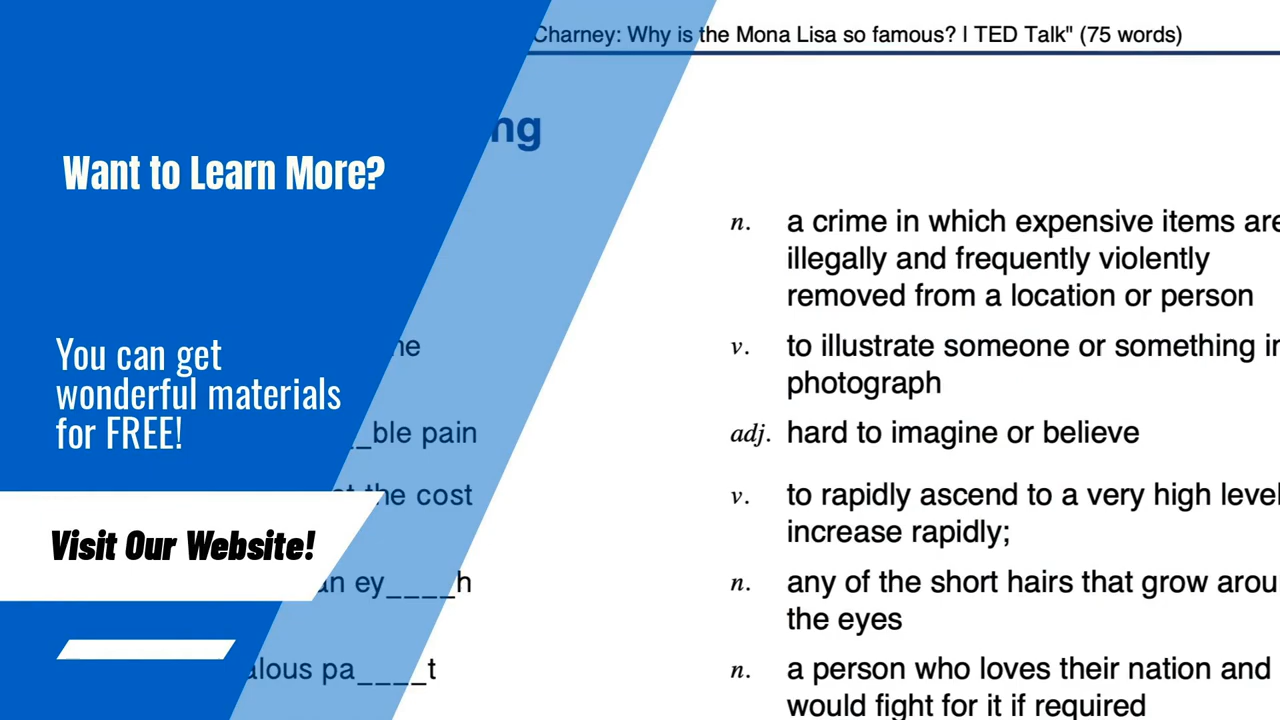 Charney: Why is the Mona Lisa so famous? | TED Talk" (75 words)
ng
Want to Learn More?
You can get
wonderful materials
for FREE!
Visit Our Website!
n. a crime in which expensive items are
illegally and frequently violently
removed from a location or person
ne v. to illustrate someone or something in
photograph
_ble pain adj. hard to imagine or believe
the cost v. to rapidly ascend to a very high level
increase rapidly;
an ey____h n. any of the short hairs that grow arou
the eyes
alous pa____t n. a person who loves their nation and
would fight for it if required